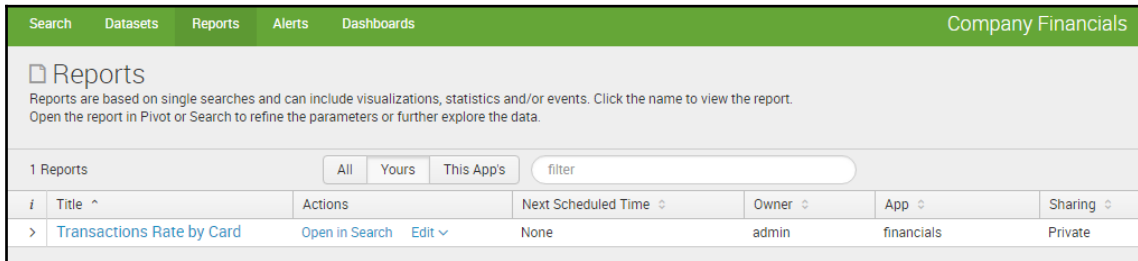 Search Datasets Reports Alerts Dashboards Company Financials
Reports
Reports are based on single searches and can include visualizations, statistics and/or events. Click the name to view the report.
Open the report in Pivot or Search to refine the parameters or further explore the data.
1 Reports All Yours This App's filter
i Title Actions Next Scheduled Time Owner App Sharing
Transactions Rate by Card Open in Search Edit None admin financials Private